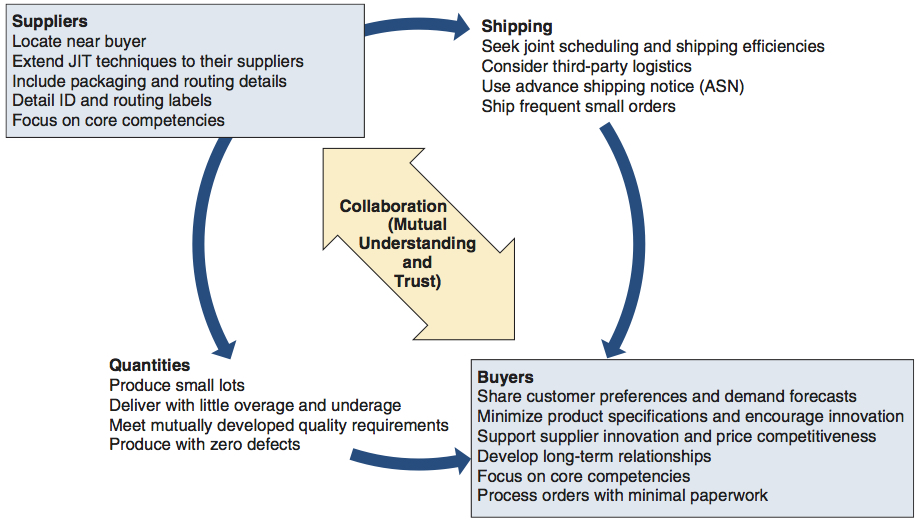 Suppliers
Locate near buyer
Extend JIT techniques to their suppliers
Include packaging and routing details
Detail ID and routing labels
Focus on core competencies
Shipping
Seek joint scheduling and shipping efficiencies
Consider third-party logistics
Use advance shipping notice (ASN)
Ship frequent small orders
Collaboration
(Mutual
Understanding
and
Trust)
Quantities
Produce small lots
Deliver with little overage and underage
Meet mutually developed quality requirements
Produce with zero defects
Buyers
Share customer preferences and demand forecasts
Minimize product specifications and encourage innovation
Support supplier innovation and price competitiveness
Develop long-term relationships
Focus on core competencies
Process orders with minimal paperwork